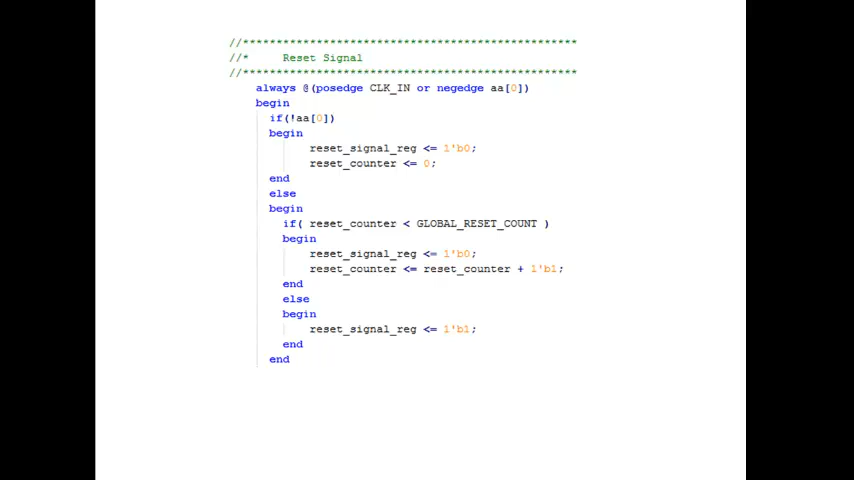 //**************************************************
//*      Reset Signal
//**************************************************
always @(posedge CLK_IN or negedge aa[0])
begin
if(!aa[0])
begin
reset_signal_reg <= 1'b0;
reset_counter <= 0;
end
else
begin
if( reset_counter < GLOBAL_RESET_COUNT )
begin
reset_signal_reg <= 1'b0;
reset_counter <= reset_counter + 1'b1;
end
else
begin
reset_signal_reg <= 1'b1;
end
end